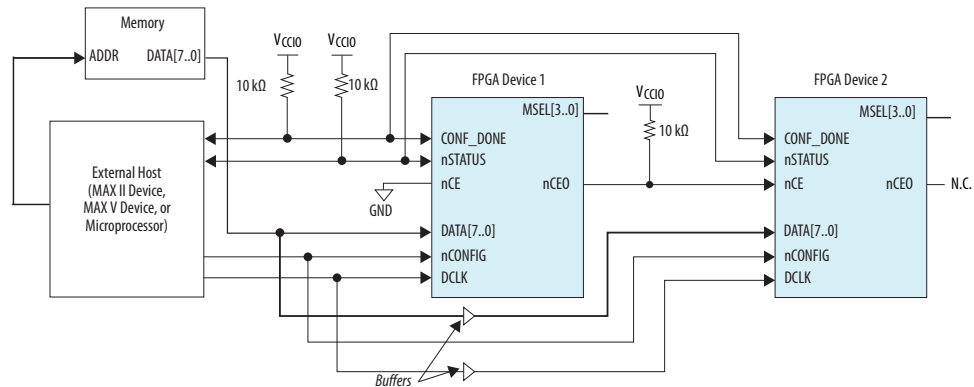 Memory
ADDR DATA[7..0]
VCCIO
10 kΩ
VCCIO
10 kΩ
External Host
(MAX II Device,
MAX V Device, or
Microprocessor)
GND
FPGA Device 1
MSEL[3..0]
CONF_DONE
nSTATUS
nCE nCEO
DATA[7..0]
nCONFIG
DCLK
VCCIO
10 kΩ
FPGA Device 2
MSEL[3..0]
CONF_DONE
nSTATUS
nCE nCEO
N.C.
DATA[7..0]
nCONFIG
DCLK
Buffers